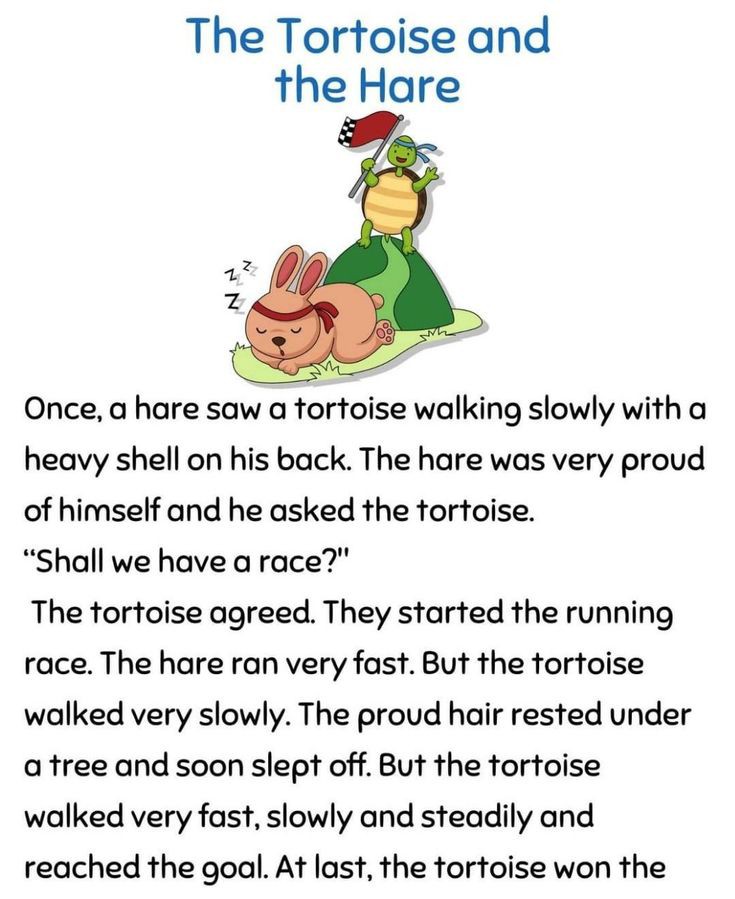 The Tortoise and
the Hare
z zz
z
Once, a hare saw a tortoise walking slowly with a
heavy shell on his back. The hare was very proud
of himself and he asked the tortoise.
“Shall we have a race?"
The tortoise agreed. They started the running
race. The hare ran very fast. But the tortoise
walked very slowly. The proud hair rested under
a tree and soon slept off. But the tortoise
walked very fast, slowly and steadily and
reached the goal. At last, the tortoise won the